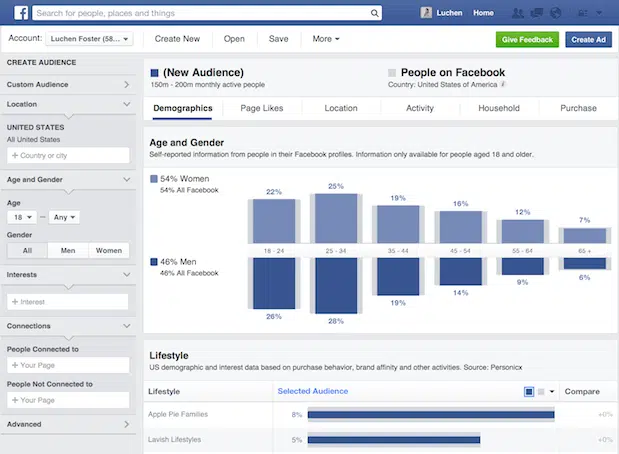 f Search for people, places and things Luchen Home
Account: Luchen Foster (58... Create New Open Save More Give Feedback Create Ad
CREATE AUDIENCE
Custom Audience
Location
UNITED STATES
All United States
+ Country or city
Age and Gender
Age
18 — Any
Gender
All Men Women
Interests
+ Interest
Connections
People Connected to
+ Your Page
People Not Connected to
+ Your Page
Advanced
(New Audience)
150m - 200m monthly active people
People on Facebook
Country: United States of America
Demographics Page Likes Location Activity Household Purchase
Age and Gender
Self-reported information from people in their Facebook profiles. Information only available for people aged 18 and older.
54% Women
54% All Facebook
22% 25% 19% 16% 12% 7%
18 - 24 25 - 34 35 - 44 45 - 54 55 - 64 65 +
46% Men
46% All Facebook
26% 28% 19% 14% 9% 6%
Lifestyle
US demographic and interest data based on purchase behavior, brand affinity and other activities. Source: Personicx
Lifestyle Selected Audience Compare
Apple Pie Families 8% +0%
Lavish Lifestyles 5% +0%